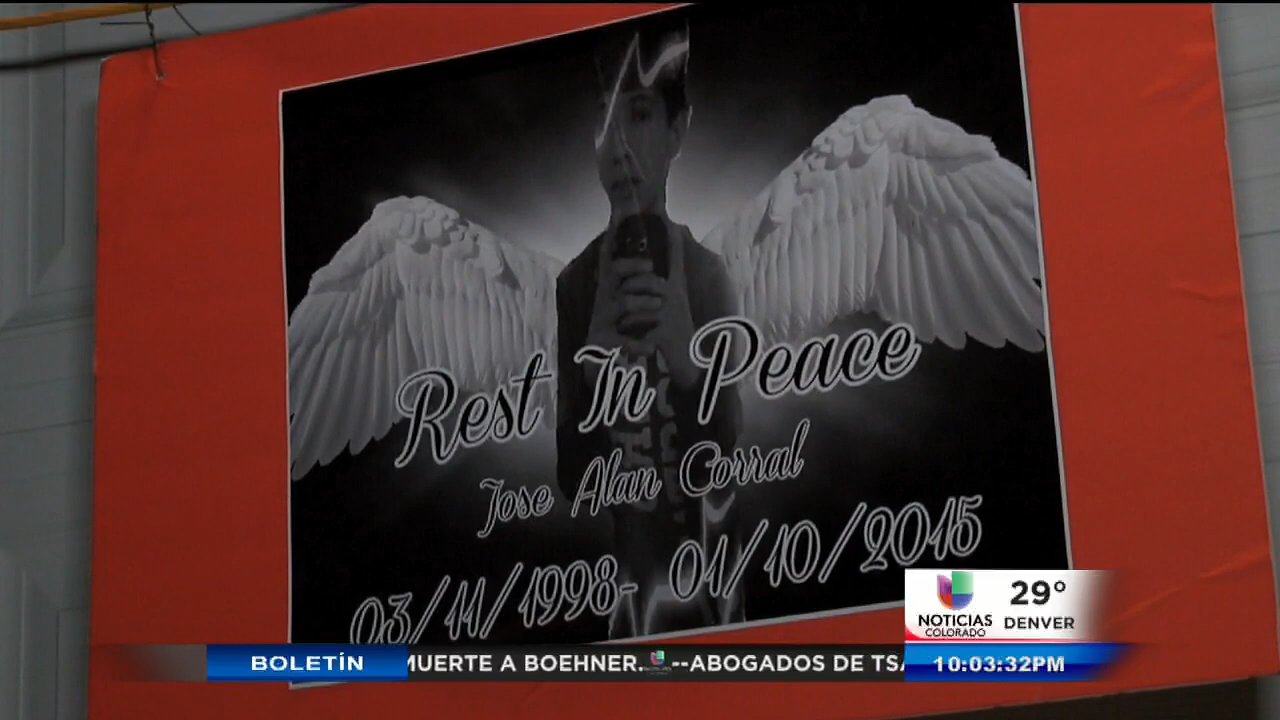 Rest In Peace
Jose Alan Corral
03/11/1998- 01/10/2015
NOTICIAS
COLORADO
29°
DENVER
BOLETÍN
MUERTE A BOEHNER. --ABOGADOS DE
10:03:32PM